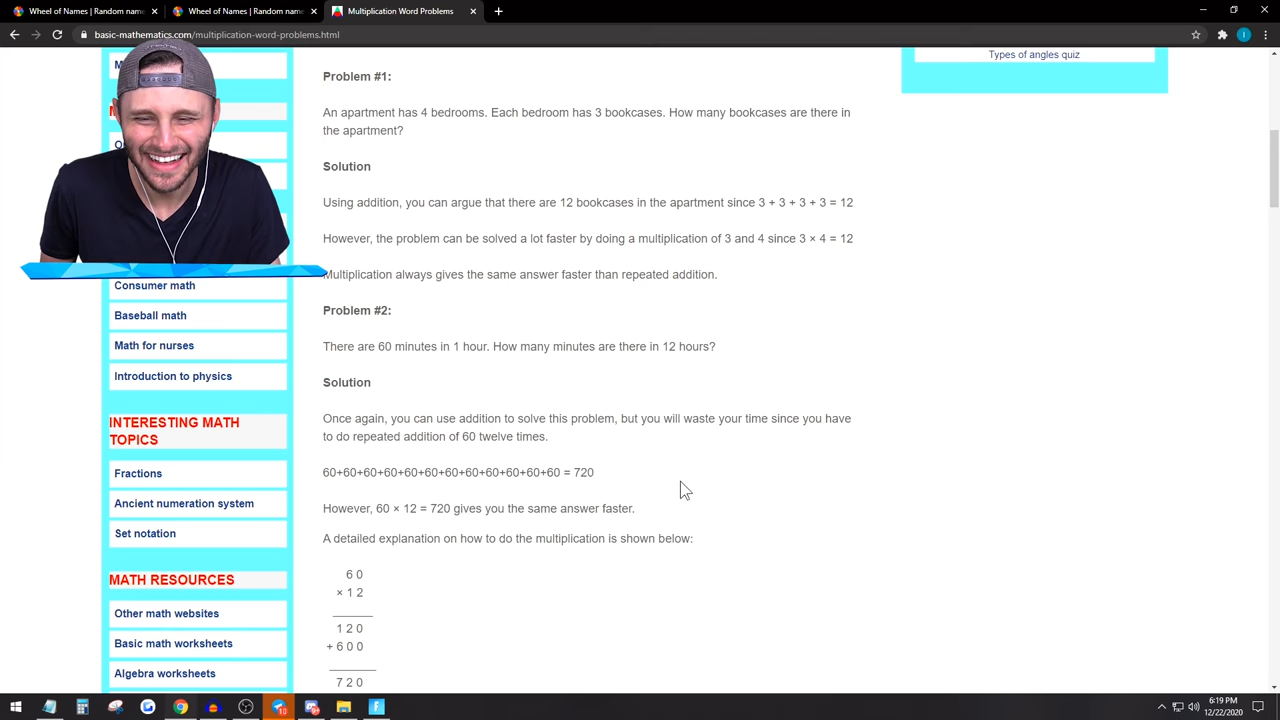 Wheel of Names | Random name
Wheel of Names | Random name
Multiplication Word Problems
basic-mathematics.com/multiplication-word-problems.html
Types of angles quiz
Consumer math
Baseball math
Math for nurses
Introduction to physics
INTERESTING MATH
TOPICS
Fractions
Ancient numeration system
Set notation
MATH RESOURCES
Other math websites
Basic math worksheets
Algebra worksheets
Problem #1:
An apartment has 4 bedrooms. Each bedroom has 3 bookcases. How many bookcases are there in
the apartment?
Solution
Using addition, you can argue that there are 12 bookcases in the apartment since 3 + 3 + 3 + 3 = 12
However, the problem can be solved a lot faster by doing a multiplication of 3 and 4 since 3 × 4 = 12
Multiplication always gives the same answer faster than repeated addition.
Problem #2:
There are 60 minutes in 1 hour. How many minutes are there in 12 hours?
Solution
Once again, you can use addition to solve this problem, but you will waste your time since you have
to do repeated addition of 60 twelve times.
60+60+60+60+60+60+60+60+60+60+60+60 = 720
However, 60 × 12 = 720 gives you the same answer faster.
A detailed explanation on how to do the multiplication is shown below:
6 0
× 1 2
1 2 0
+ 6 0 0
7 2 0
6:19 PM
12/22/2020